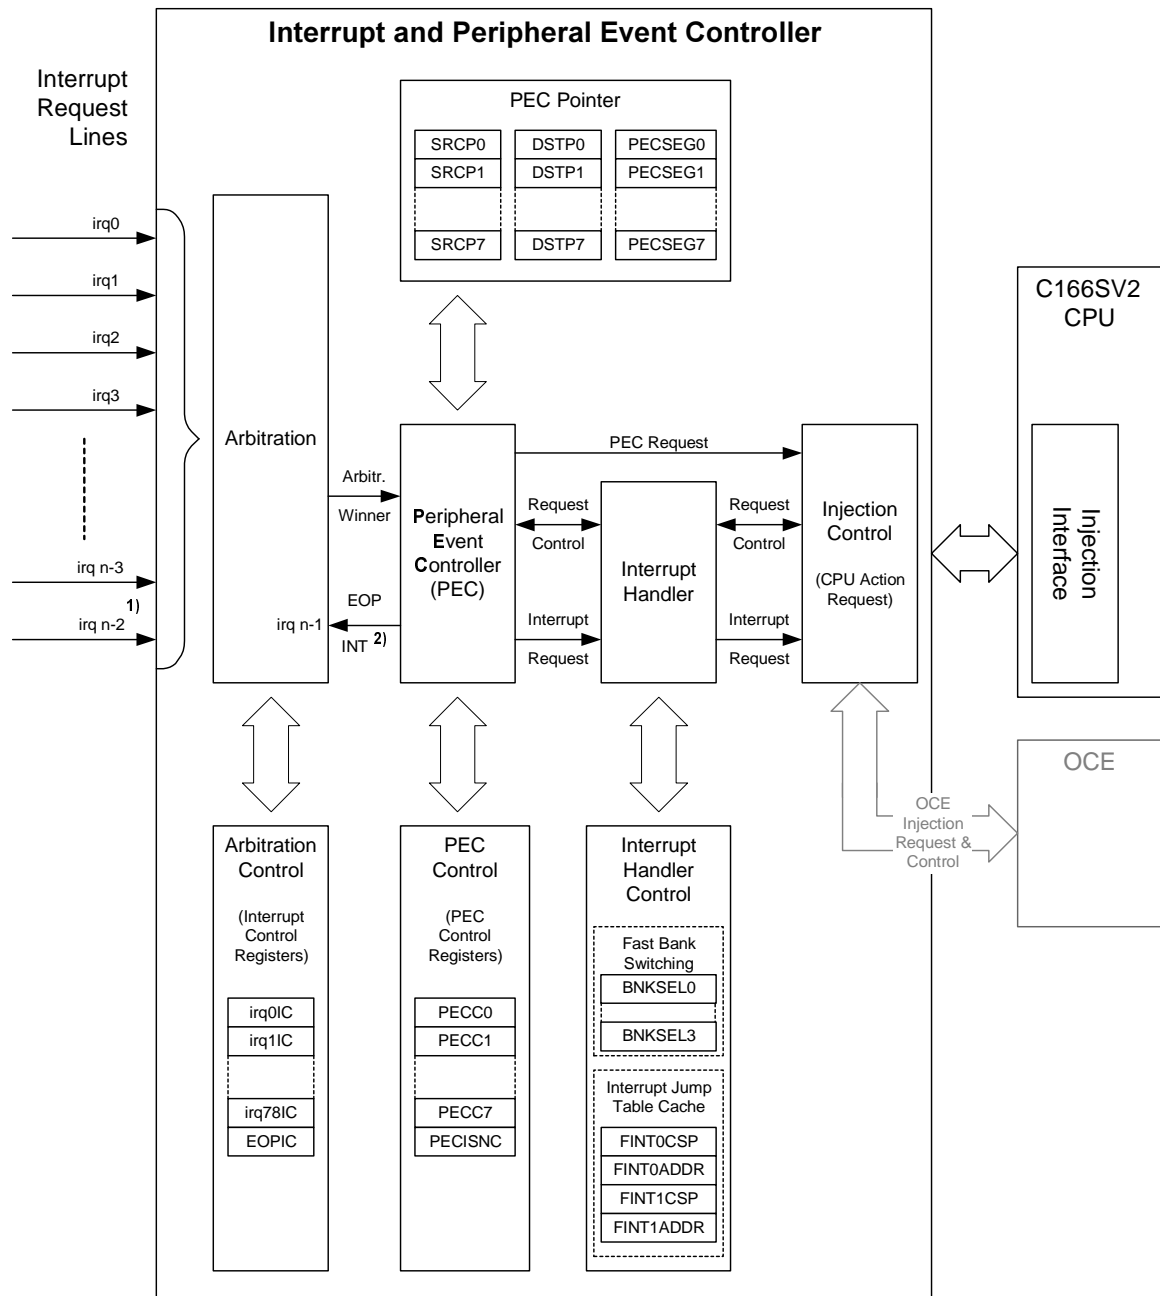 Interrupt and Peripheral Event Controller
Interrupt
Request
Lines
PEC Pointer
SRCP0 DSTP0 PECSEG0
SRCP1 DSTP1 PECSEG1
SRCP7 DSTP7 PECSEG7
irq0
irq1
irq2
irq3
irq n-3
1)
irq n-2
Arbitration
irq n-1
Arbitr.
Winner
EOP
INT 2)
Peripheral
Event
Controller
(PEC)
PEC Request
Request
Control
Interrupt
Request
Interrupt
Handler
Request
Control
Interrupt
Request
Injection
Control
(CPU Action
Request)
C166SV2
CPU
Injection
Interface
OCE
OCE
Injection
Request &
Control
Arbitration
Control
(Interrupt
Control
Registers)
irq0IC
irq1IC
irq78IC
EOPIC
PEC
Control
(PEC
Control
Registers)
PECC0
PECC1
PECC7
PECISNC
Interrupt
Handler
Control
Fast Bank
Switching
BNKSEL0
BNKSEL3
Interrupt Jump
Table Cache
FINT0CSP
FINT0ADDR
FINT1CSP
FINT1ADDR